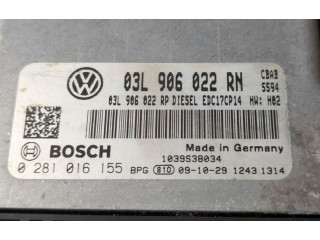 03L 906 022 RN CBAB
5594
03L 906 022 RP DIESEL EDC17CP14 HW: H02
BOSCH Made in Germany
1039S38034
0 281 016 155 BPG 810 09-10-29 1243 1314